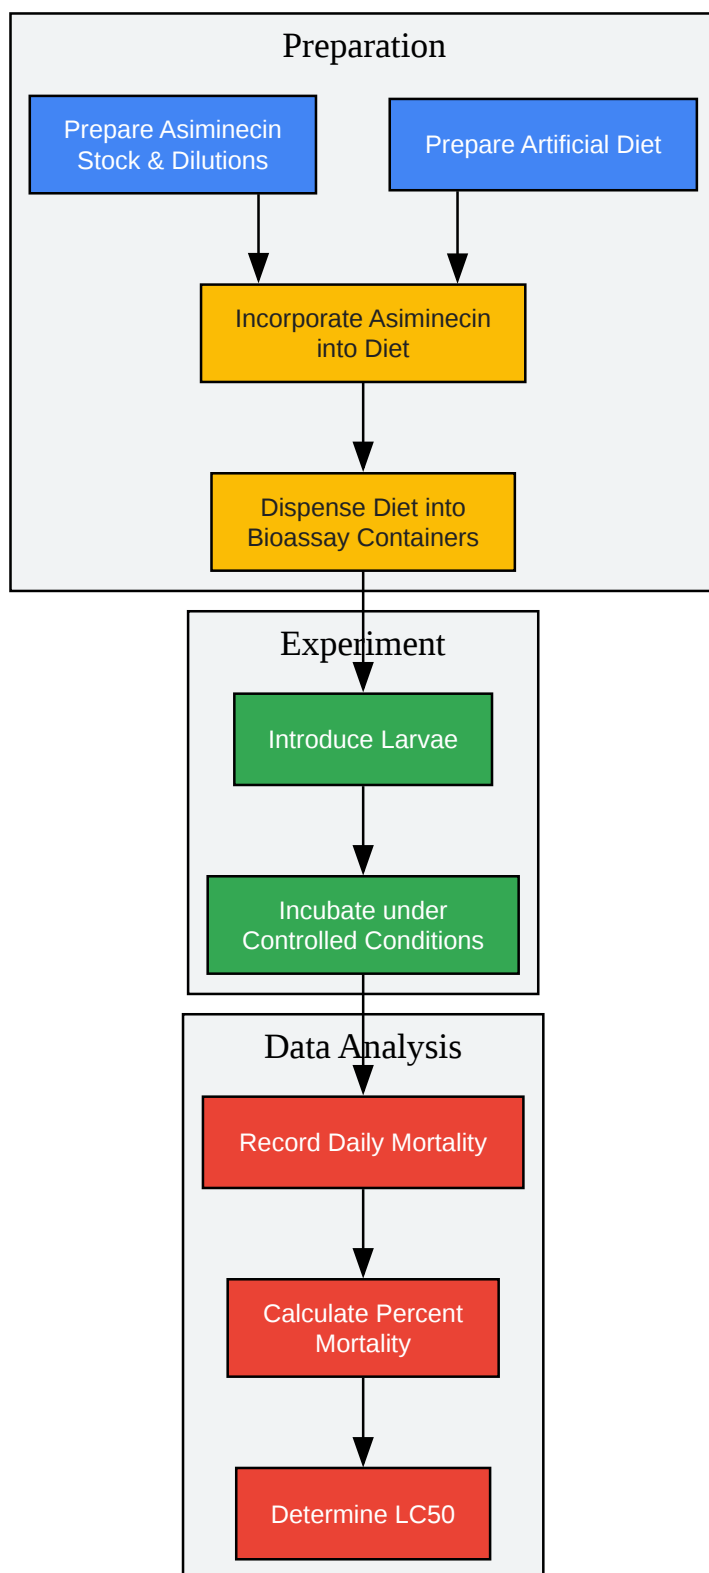 Preparation
Prepare Asiminecin
Stock & Dilutions
Prepare Artificial Diet
Incorporate Asiminecin
into Diet
Dispense Diet into
Bioassay Containers
Experiment
Introduce Larvae
Incubate under
Controlled Conditions
Data Analysis
Record Daily Mortality
Calculate Percent
Mortality
Determine LC50